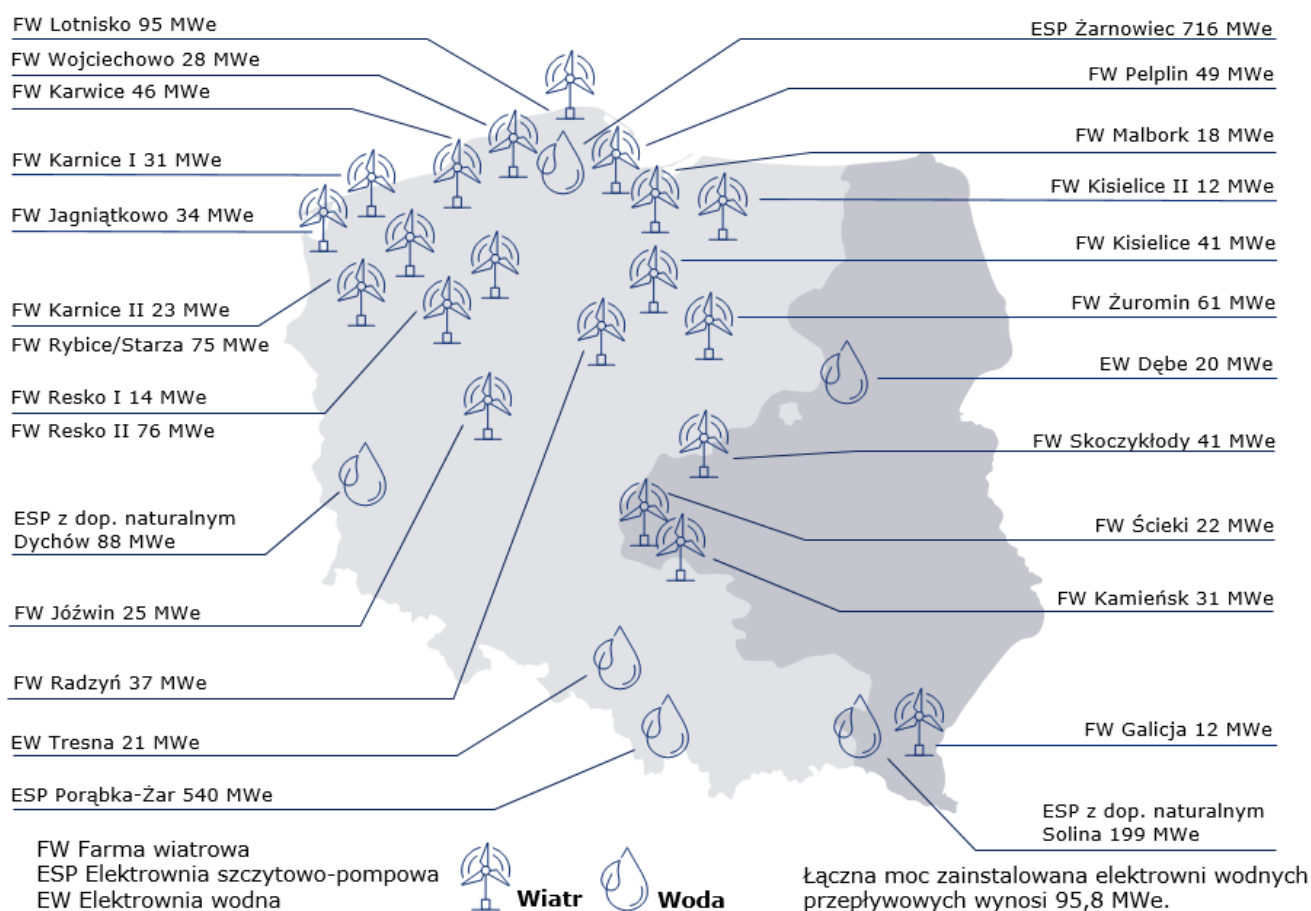 FW Lotnisko 95 MWe
FW Wojciechowo 28 MWe
FW Karwice 46 MWe
FW Karnice I 31 MWe
FW Jagniątkowo 34 MWe
FW Karnice II 23 MWe
FW Rybice/Starza 75 MWe
FW Resko I 14 MWe
FW Resko II 76 MWe
ESP z dop. naturalnym
Dychów 88 MWe
FW Jóźwin 25 MWe
FW Radzyń 37 MWe
EW Tresna 21 MWe
ESP Porąbka-Żar 540 MWe
ESP Żarnowiec 716 MWe
FW Pelplin 49 MWe
FW Malbork 18 MWe
FW Kisielice II 12 MWe
FW Kisielice 41 MWe
FW Żuromin 61 MWe
EW Dębe 20 MWe
FW Skoczykłody 41 MWe
FW Ścieki 22 MWe
FW Kamieńsk 31 MWe
FW Galicja 12 MWe
ESP z dop. naturalnym
Solina 199 MWe
FW Farma wiatrowa
ESP Elektrownia szczytowo-pompowa
EW Elektrownia wodna
Wiatr
Woda
Łączna moc zainstalowana elektrowni wodnych
przepływowych wynosi 95,8 MWe.